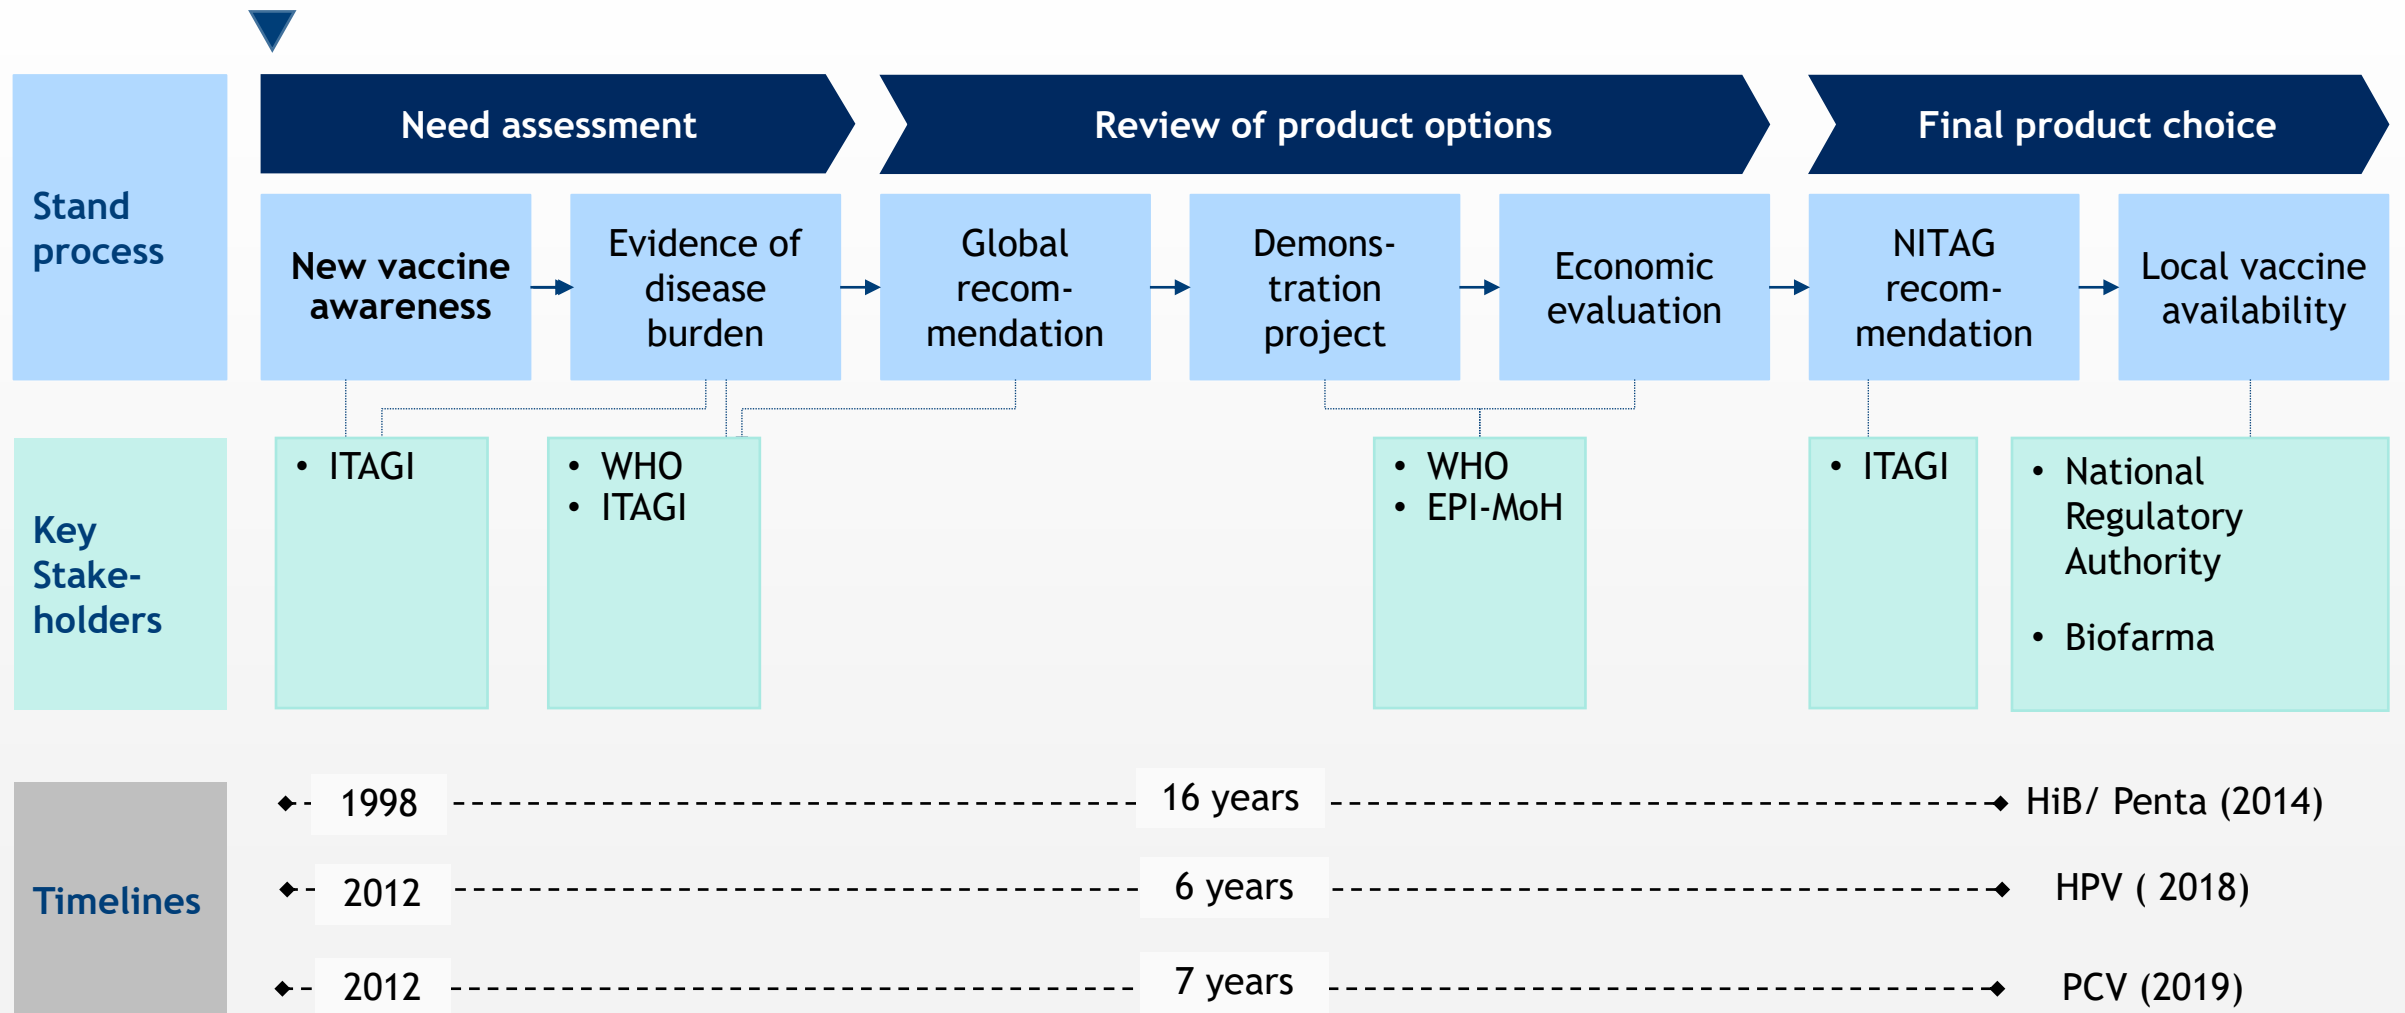 Need assessment
Review of product options
Final product choice
Stand
process
New vaccine
awareness
Evidence of
disease
burden
Global
recom-
mendation
Demons-
tration
project
Economic
evaluation
NITAG
recom-
mendation
Local vaccine
availability
Key
Stake-
holders
• ITAGI
• WHO
• ITAGI
• WHO
• EPI-MoH
• ITAGI
• National
Regulatory
Authority
• Biofarma
Timelines
1998
16 years
HiB/ Penta (2014)
2012
6 years
HPV ( 2018)
2012
7 years
PCV (2019)